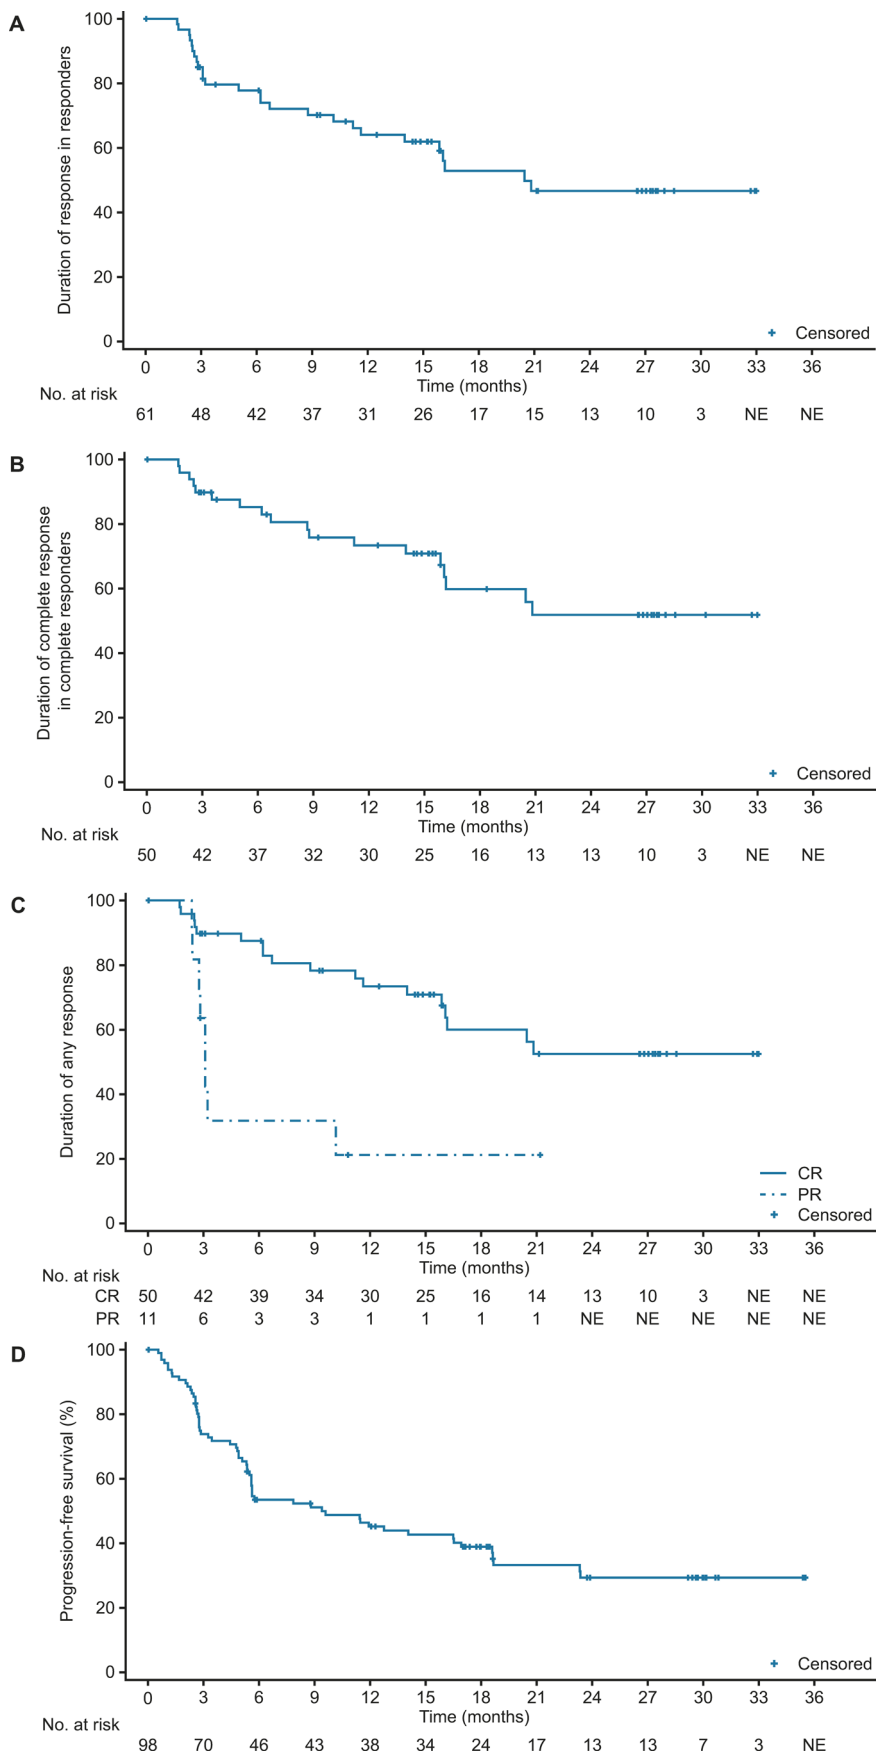 A
Duration of response in responders
100
80
60
40
20
0
Censored
0 3 6 9 12 15 18 21 24 27 30 33 36
Time (months)
No. at risk
61 48 42 37 31 26 17 15 13 10 3 NE NE
B
Duration of complete response
in complete responders
100
80
60
40
20
0
Censored
0 3 6 9 12 15 18 21 24 27 30 33 36
Time (months)
No. at risk
50 42 37 32 30 25 16 13 13 10 3 NE NE
C
Duration of any response
100
80
60
40
20
0
CR
PR
Censored
0 3 6 9 12 15 18 21 24 27 30 33 36
Time (months)
No. at risk
CR 50 42 39 34 30 25 16 14 13 10 3 NE NE
PR 11 6 3 3 1 1 1 1 NE NE NE NE NE
D
Progression-free survival (%)
100
80
60
40
20
0
Censored
0 3 6 9 12 15 18 21 24 27 30 33 36
Time (months)
No. at risk
98 70 46 43 38 34 24 17 13 13 7 3 NE